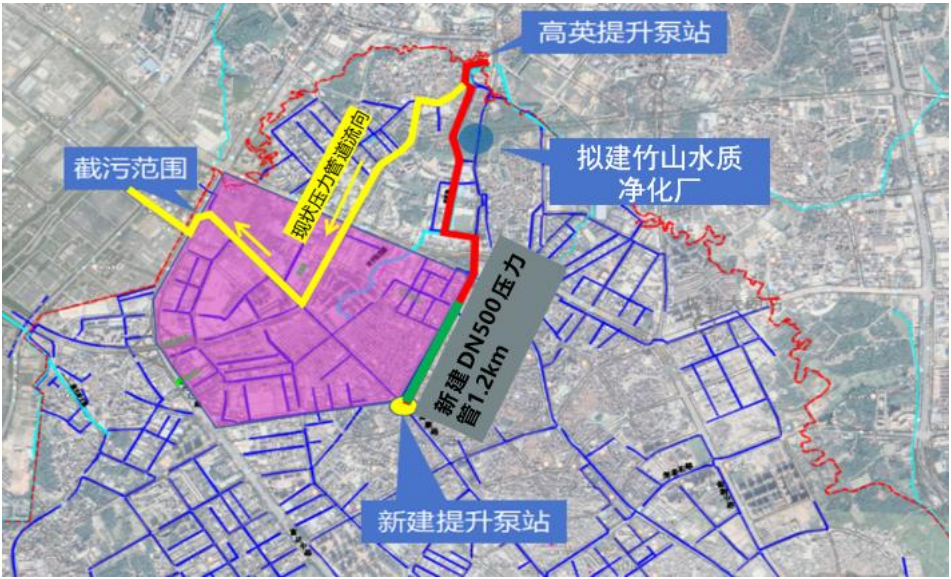 高英提升泵站
截污范围
现状压力管道流向
拟建竹山水质
净化厂
新建DN500压力
管1.2km
新建提升泵站